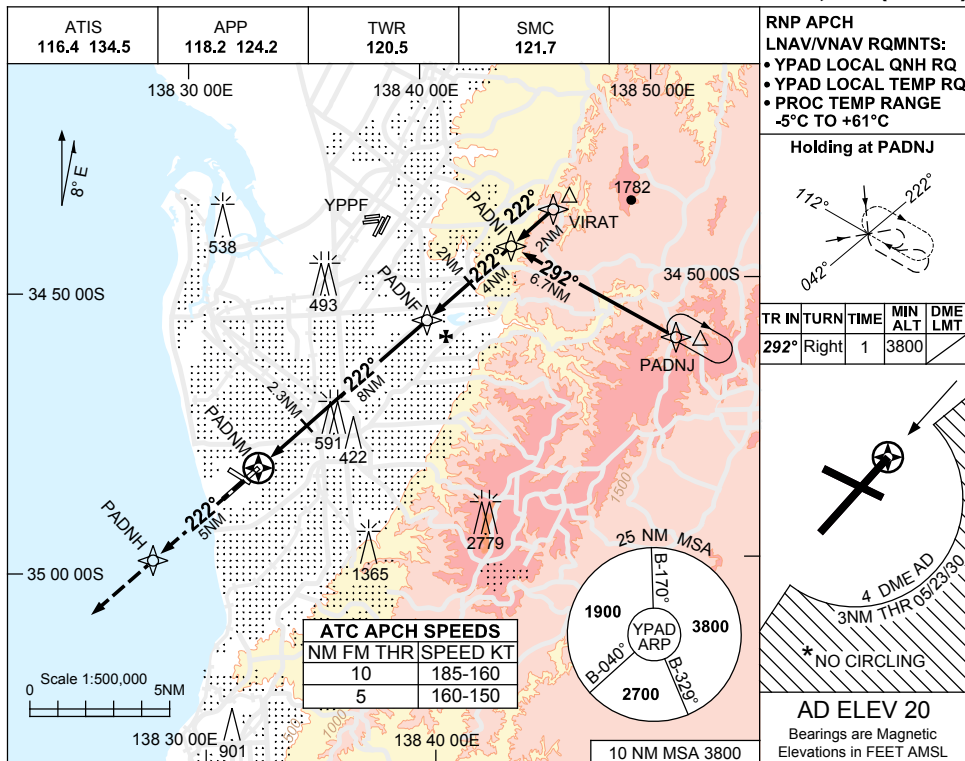 ATIS
116.4 134.5
APP
118.2 124.2
TWR
120.5
SMC
121.7
RNP APCH
LNAV/VNAV RQMNTS:
• YPAD LOCAL QNH RQ
• YPAD LOCAL TEMP RQ
• PROC TEMP RANGE
-5°C TO +61°C
138 30 00E
138 40 00E
138 50 00E
8° E
538
YPPF
493
1782
VIRAT
222°
2NM
PADNI
292°
6.7NM
222°
4NM
2NM
PADNF
34 50 00S
34 50 00S
PADNJ
222°
8NM
2.3NM
591
422
PADNM
222°
5NM
PADNH
35 00 00S
1365
2779
1500
Holding at PADNJ
112°
222°
042°
TR IN
TURN
TIME
MIN ALT
DME LMT
292°
Right
1
3800
4 DME AD
3NM THR 05/23/30
*NO CIRCLING
25 NM MSA
B-170°
1900
3800
YPAD
ARP
B-040°
B-329°
2700
ATC APCH SPEEDS
NM FM THR
SPEED KT
10
185-160
5
160-150
Scale 1:500,000
0
5NM
901
500
1000
138 30 00E
138 40 00E
10 NM MSA 3800
AD ELEV 20
Bearings are Magnetic
Elevations in FEET AMSL